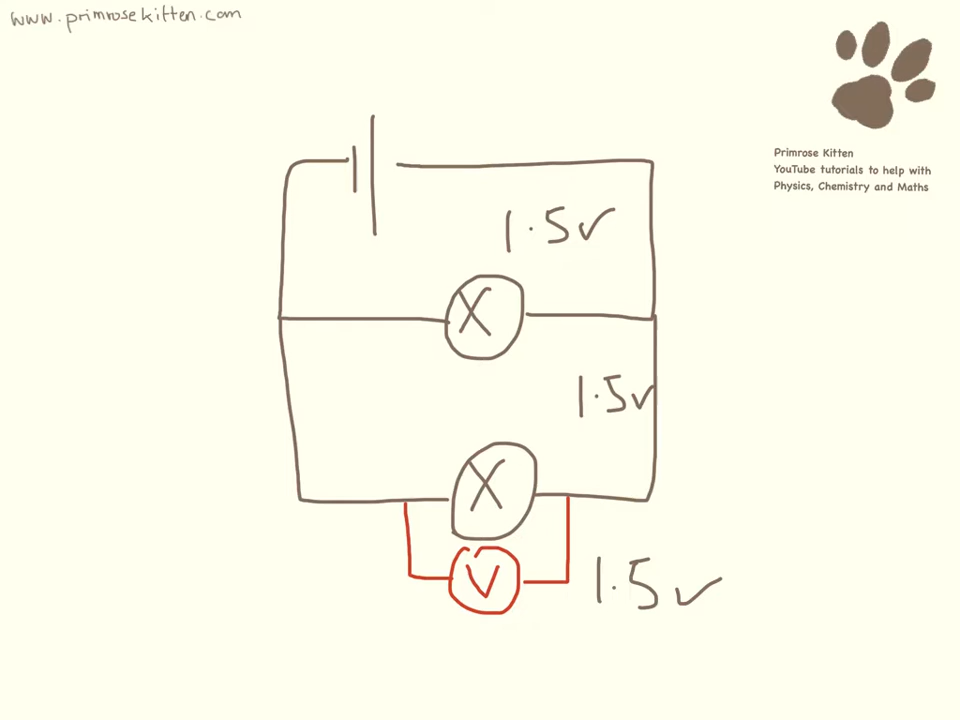 www.primrosekitten.com
Primrose Kitten
YouTube tutorials to help with
Physics, Chemistry and Maths
1.5v
X
1.5v
X
V
1.5v